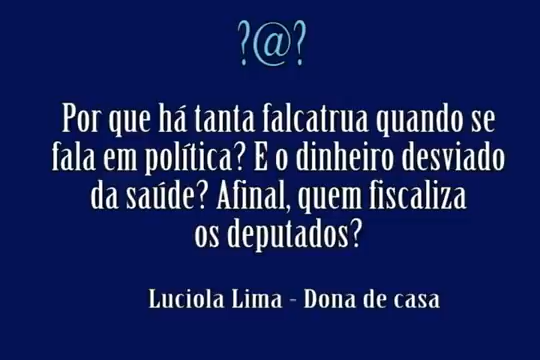 ?@?
Por que há tanta falcatrua quando se
fala em política? E o dinheiro desviado
da saúde? Afinal, quem fiscaliza
os deputados?
Luciola Lima - Dona de casa